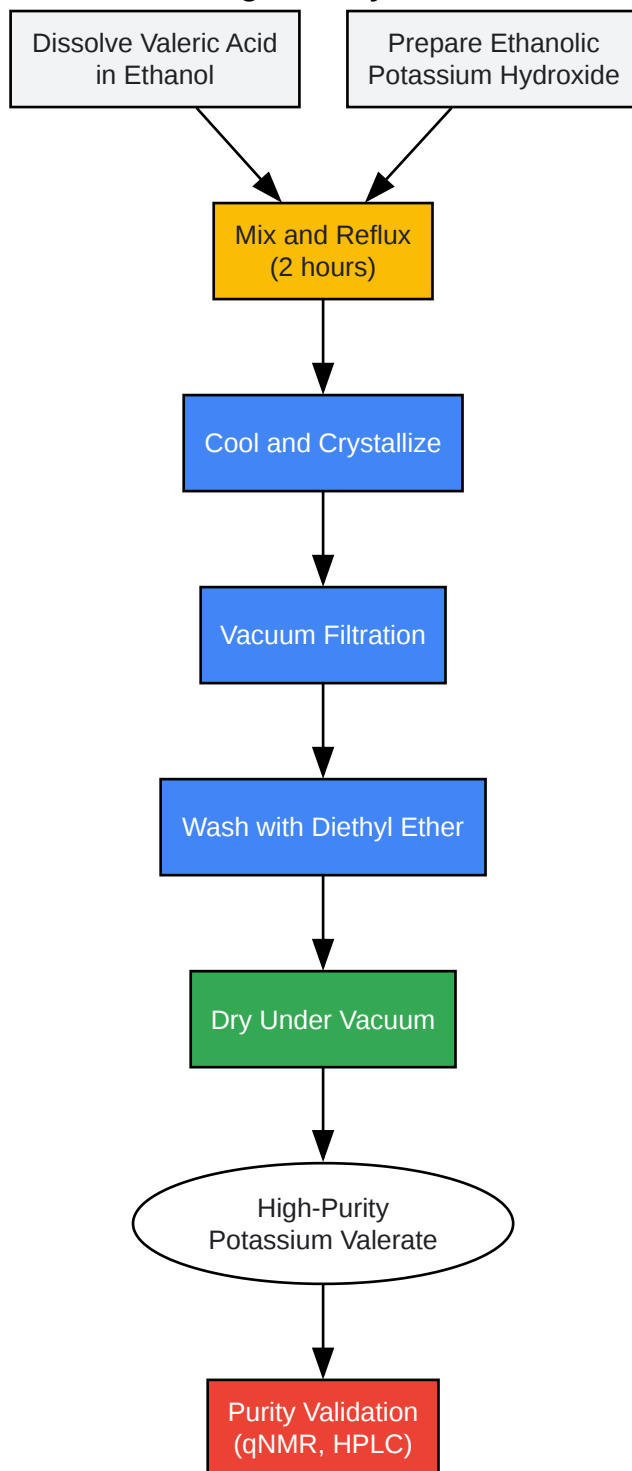 Dissolve Valeric Acid
in Ethanol
Prepare Ethanolic
Potassium Hydroxide
Mix and Reflux
(2 hours)
Cool and Crystallize
Vacuum Filtration
Wash with Diethyl Ether
Dry Under Vacuum
High-Purity
Potassium Valerate
Purity Validation
(qNMR, HPLC)